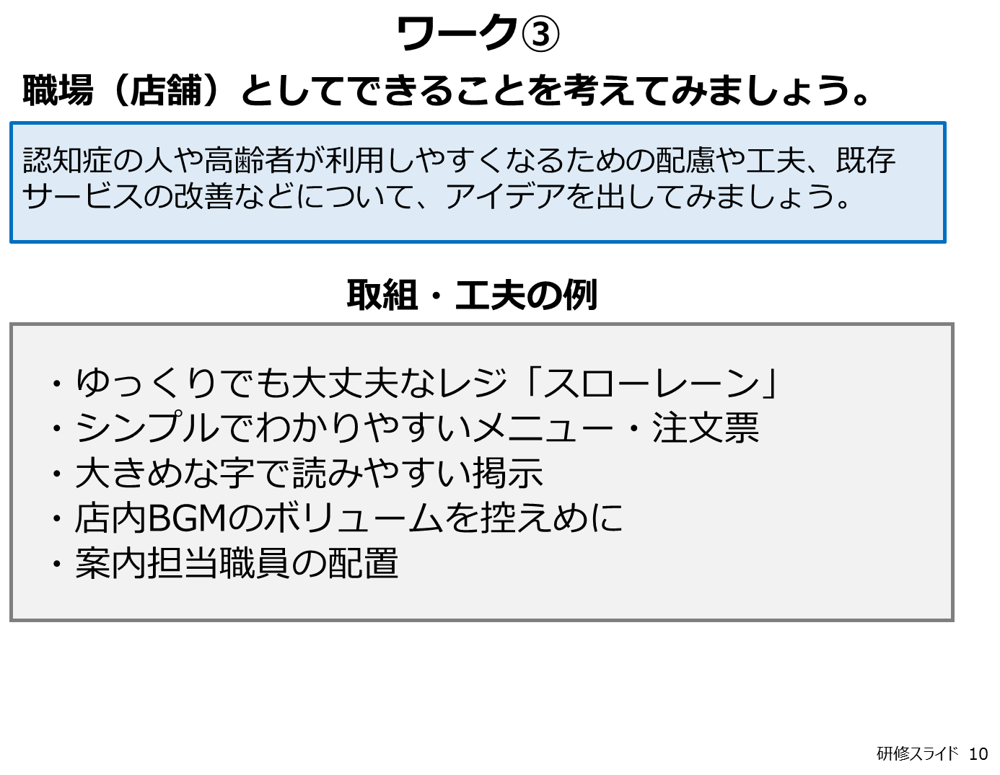 ワーク③
職場（店舗）としてできることを考えてみましょう。
認知症の人や高齢者が利用しやすくなるための配慮や工夫、既存
サービスの改善などについて、アイデアを出してみましょう。
取組・工夫の例
・ゆっくりでも大丈夫なレジ「スローレーン」
・シンプルでわかりやすいメニュー・注文票
・大きめな字で読みやすい掲示
・店内BGMのボリュームを控えめに
・案内担当職員の配置
研修スライド 10